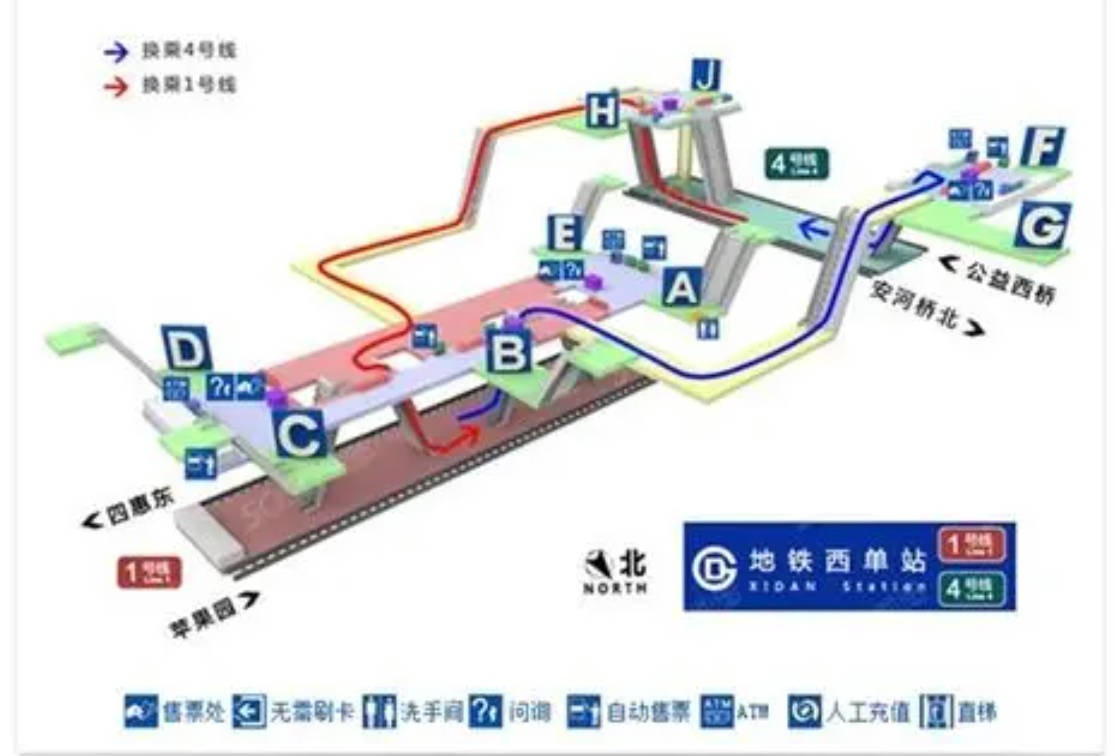 换乘4号线
换乘1号线
J
H
4号线
Line 4
F
G
E
A
公益西桥
安河桥北
D
B
C
ATM
四惠东
1号线
Line 1
苹果园
北
NORTH
地铁西单站
XIDAN Station
1号线
Line 1
4号线
Line 4
售票处 无需刷卡 洗手间 问询 自动售票 ATM 人工充值 直梯